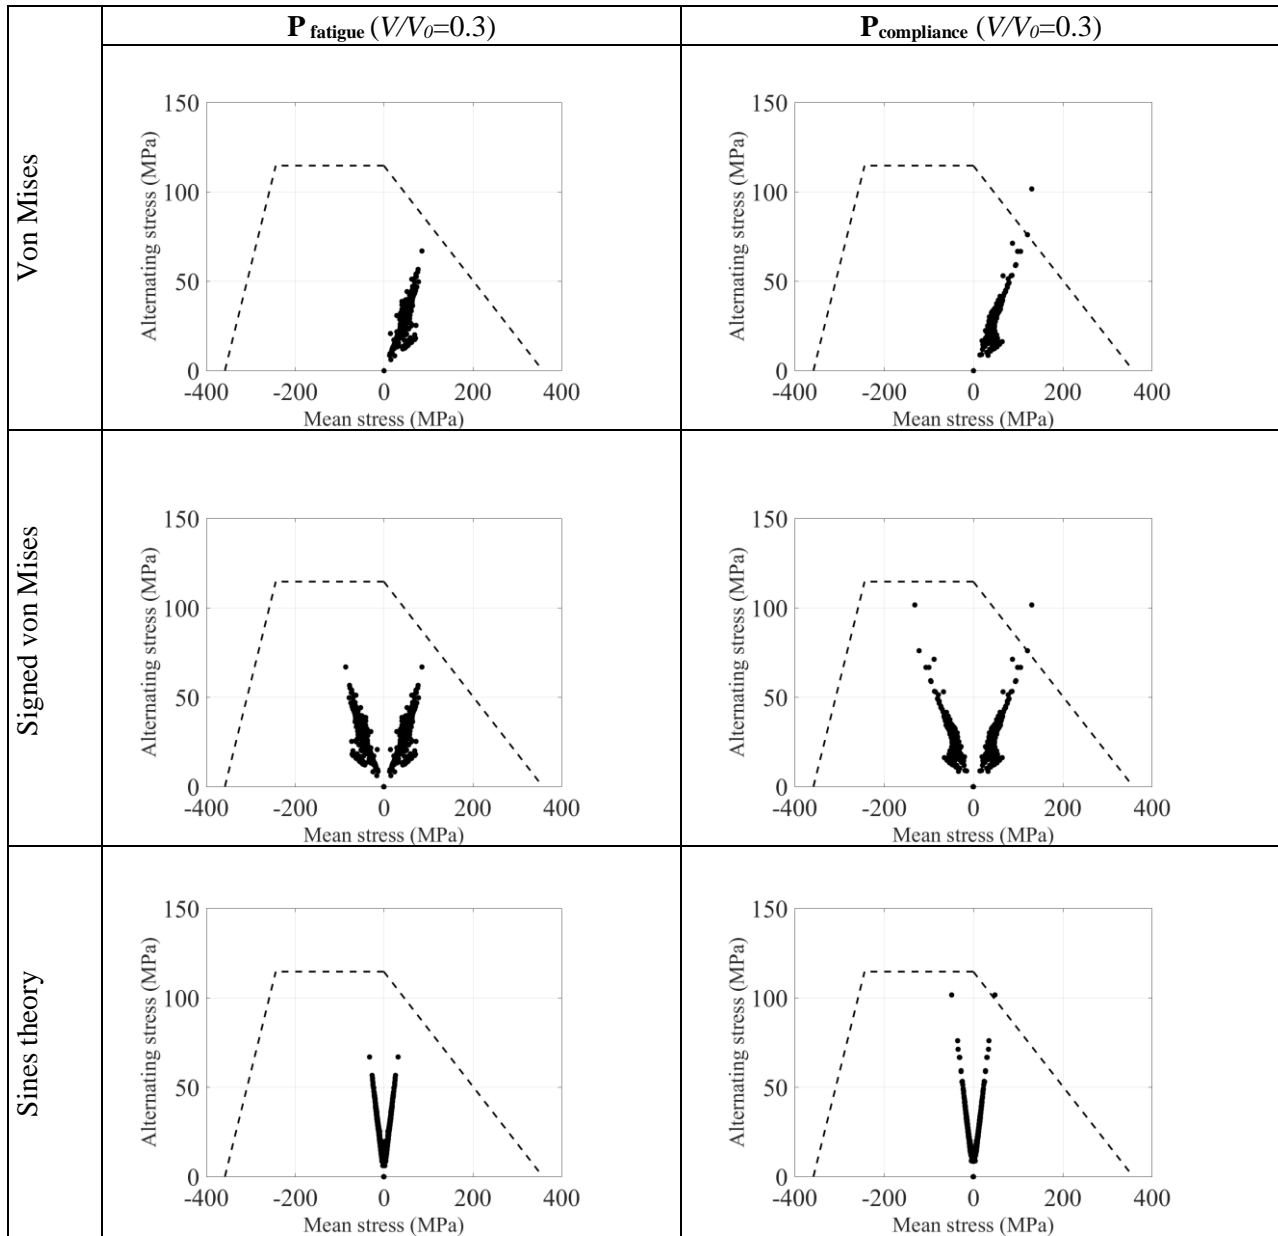 P fatigue (V/V0=0.3)
Pcompliance (V/V0=0.3)
Von Mises
150
100
50
0
-400 -200 0 200 400
Alternating stress (MPa)
Mean stress (MPa)
150
100
50
0
-400 -200 0 200 400
Alternating stress (MPa)
Mean stress (MPa)
Signed von Mises
150
100
50
0
-400 -200 0 200 400
Alternating stress (MPa)
Mean stress (MPa)
150
100
50
0
-400 -200 0 200 400
Alternating stress (MPa)
Mean stress (MPa)
Sines theory
150
100
50
0
-400 -200 0 200 400
Alternating stress (MPa)
Mean stress (MPa)
150
100
50
0
-400 -200 0 200 400
Alternating stress (MPa)
Mean stress (MPa)